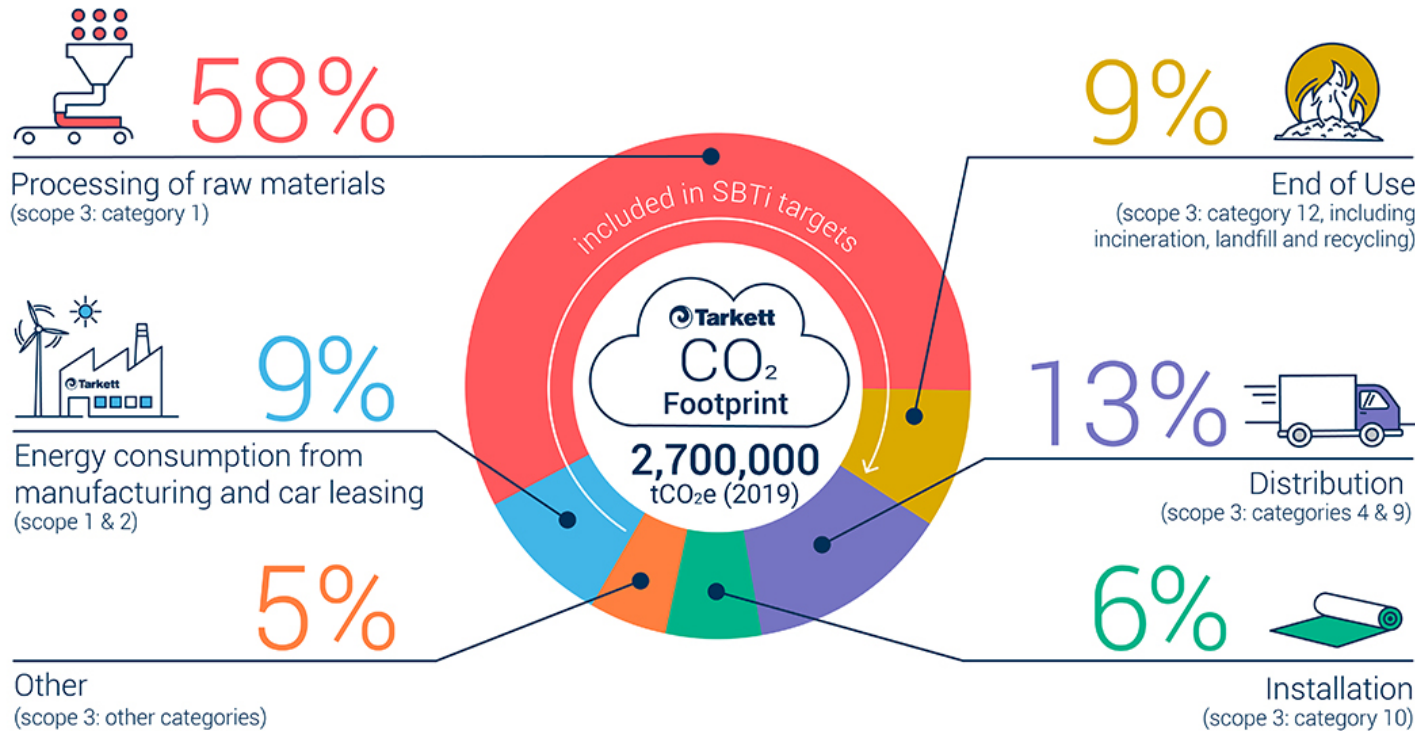 58%
Processing of raw materials
(scope 3: category 1)
Tarkett
9%
Energy consumption from
manufacturing and car leasing
(scope 1 & 2)
5%
Other
(scope 3: other categories)
included in SBTi targets
Tarkett
CO₂
Footprint
2,700,000
tCO₂e (2019)
9%
End of Use
(scope 3: category 12, including
incineration, landfill and recycling)
13%
Distribution
(scope 3: categories 4 & 9)
6%
Installation
(scope 3: category 10)